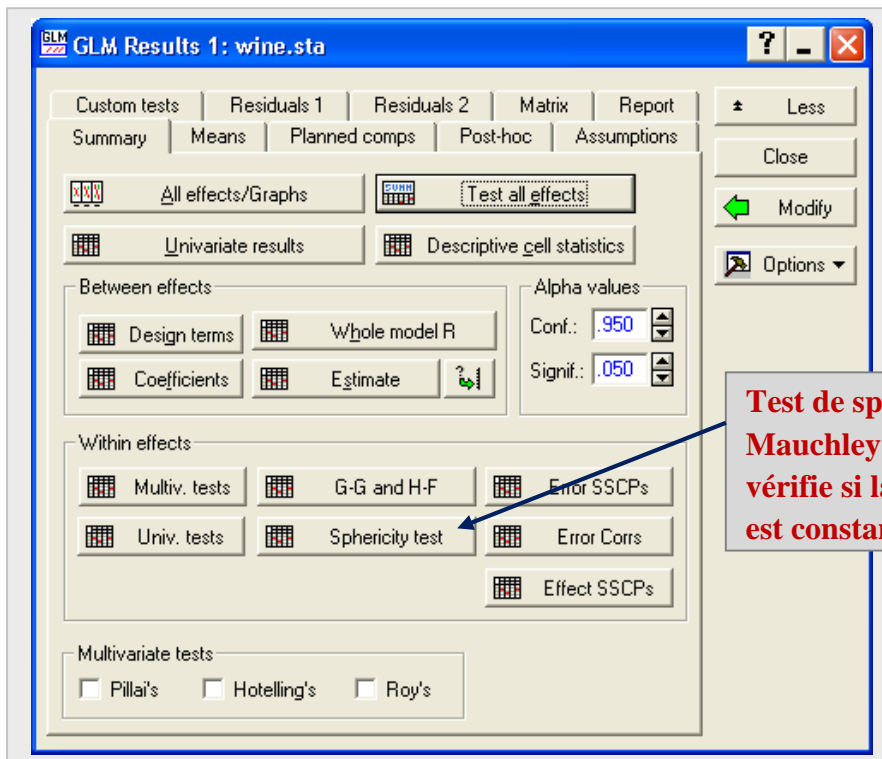 GLM
GLM Results 1: wine.sta
Custom tests Residuals 1 Residuals 2 Matrix Report
Summary Means Planned comps Post-hoc Assumptions
Less
Close
Modify
Options
All effects/Graphs
SUMM
Test all effects
Univariate results
Descriptive cell statistics
Between effects
Design terms
Whole model R
Coefficients
Estimate
Alpha values
Conf.: .950
Signif.: .050
Within effects
Multiv. tests
G-G and H-F
Error SSCPs
Univ. tests
Sphericity test
Error Corrs
Effect SSCPs
Multivariate tests
Pillai's
Hotelling's
Roy's
Test de sp
Mauchley
vérifie si
est